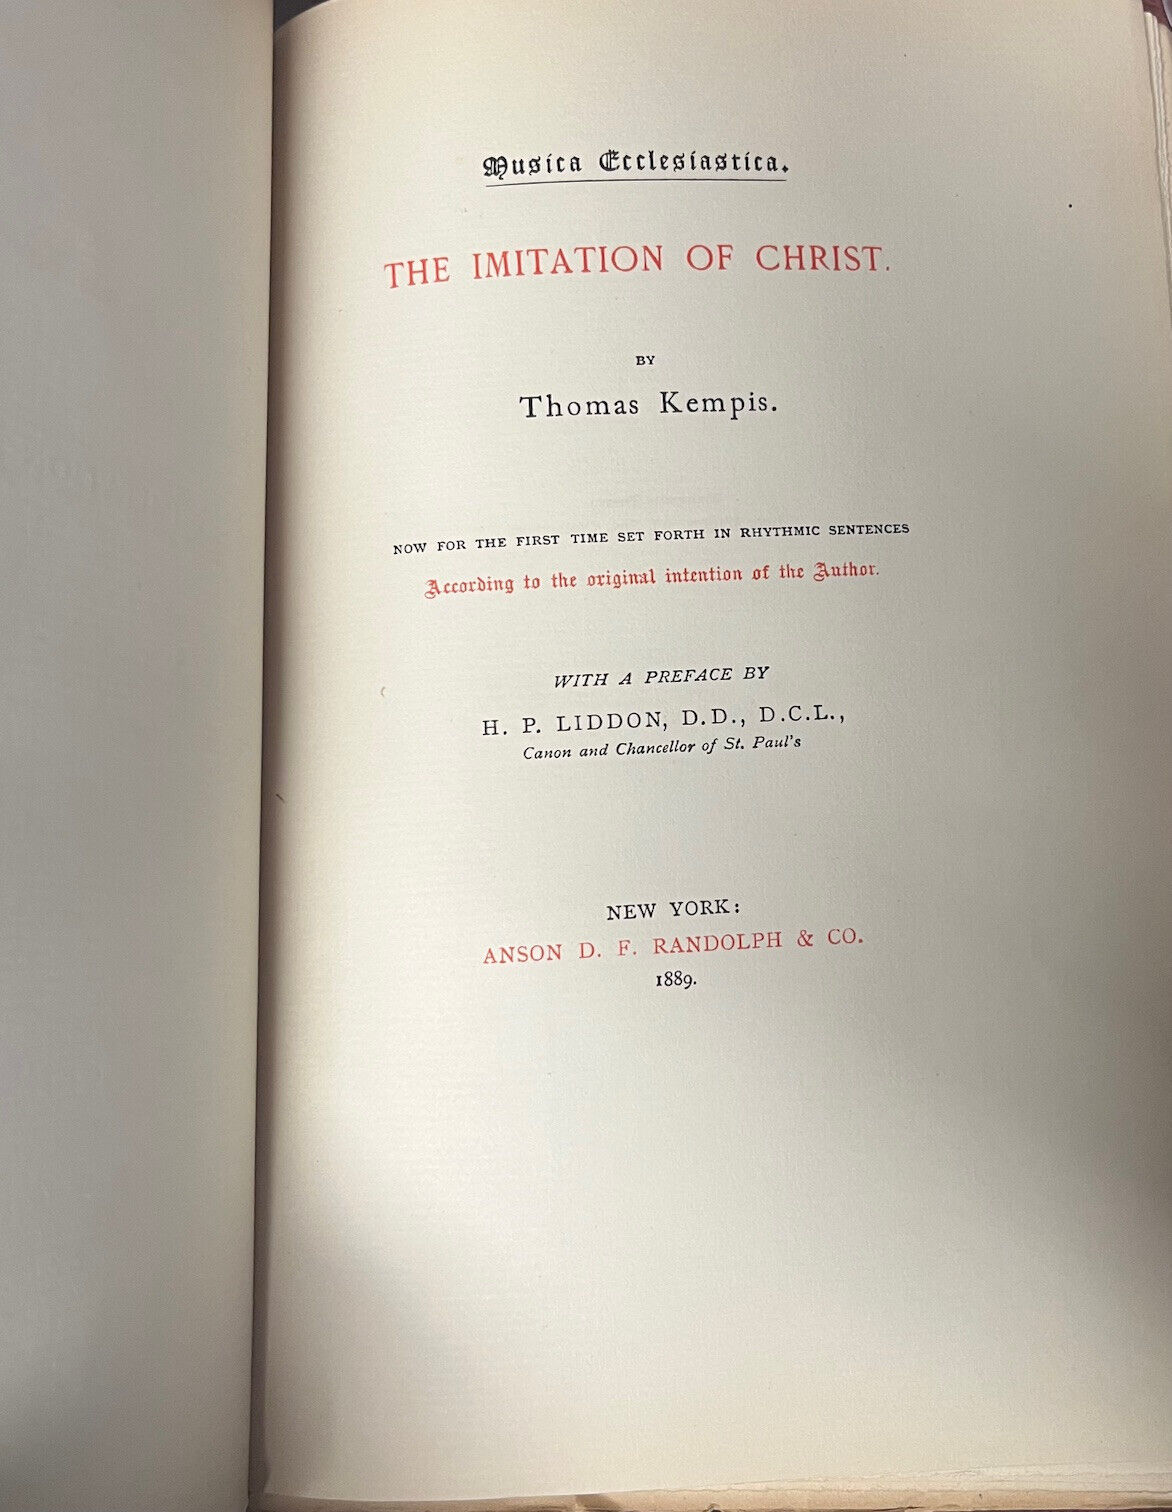 Musica Ecclesiastica.
THE IMITATION OF CHRIST.
BY
Thomas Kempis.
NOW FOR THE FIRST TIME SET FORTH IN RHYTHMIC SENTENCES
According to the original intention of the Author.
WITH A PREFACE BY
H. P. LIDDON, D.D., D.C.L.,
Canon and Chancellor of St. Paul's
NEW YORK:
ANSON D. F. RANDOLPH & CO.
1889.